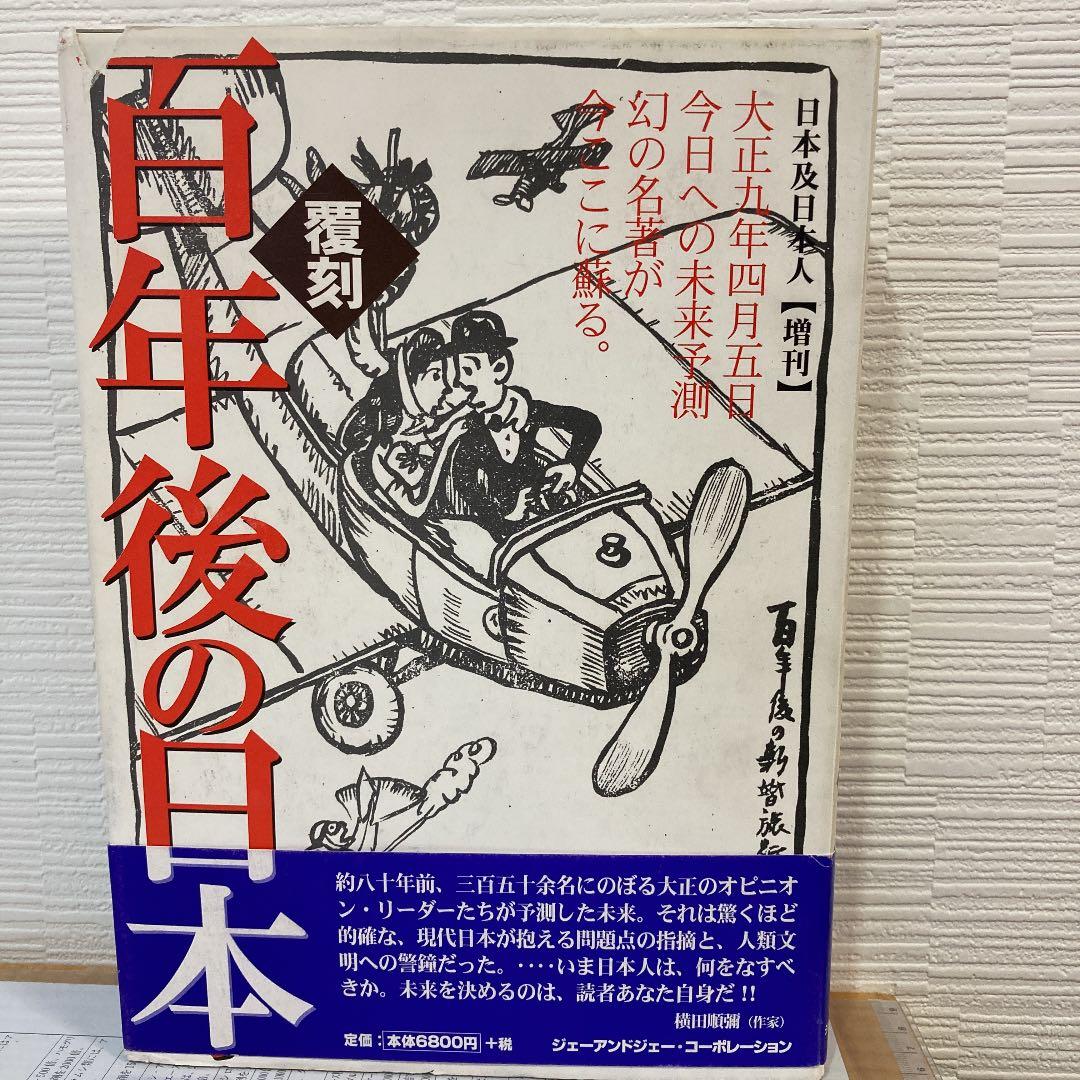 日本及日本人【増刊】
大正九年四月五日
今日への未来予測
幻の名著が
今ここに蘇る。
覆刻
百年後の日本
百年後の新婚旅行
約八十年前、三百五十余名にのぼる大正のオピニオ
ン・リーダーたちが予測した未来。それは驚くほど
的確な、現代日本が抱える問題点の指摘と、人類文
明への警鐘だった。‥‥いま日本人は、何をなすべ
きか。未来を決めるのは、読者あなた自身だ!!
横田順彌（作家）
定価：本体6800円＋税
ジェーアンドジェー・コーポレーション